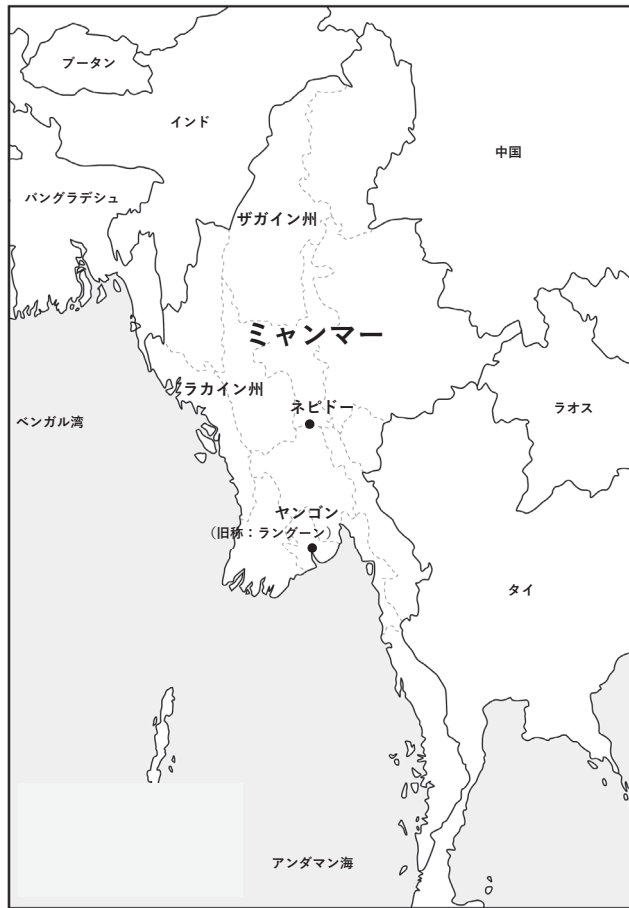 ブータン
インド
中国
バングラデシュ
ザガイン州
ミャンマー
ラカイン州
ネピドー
ラオス
ベンガル湾
ヤンゴン
（旧称：ラングーン）
タイ
アンダマン海